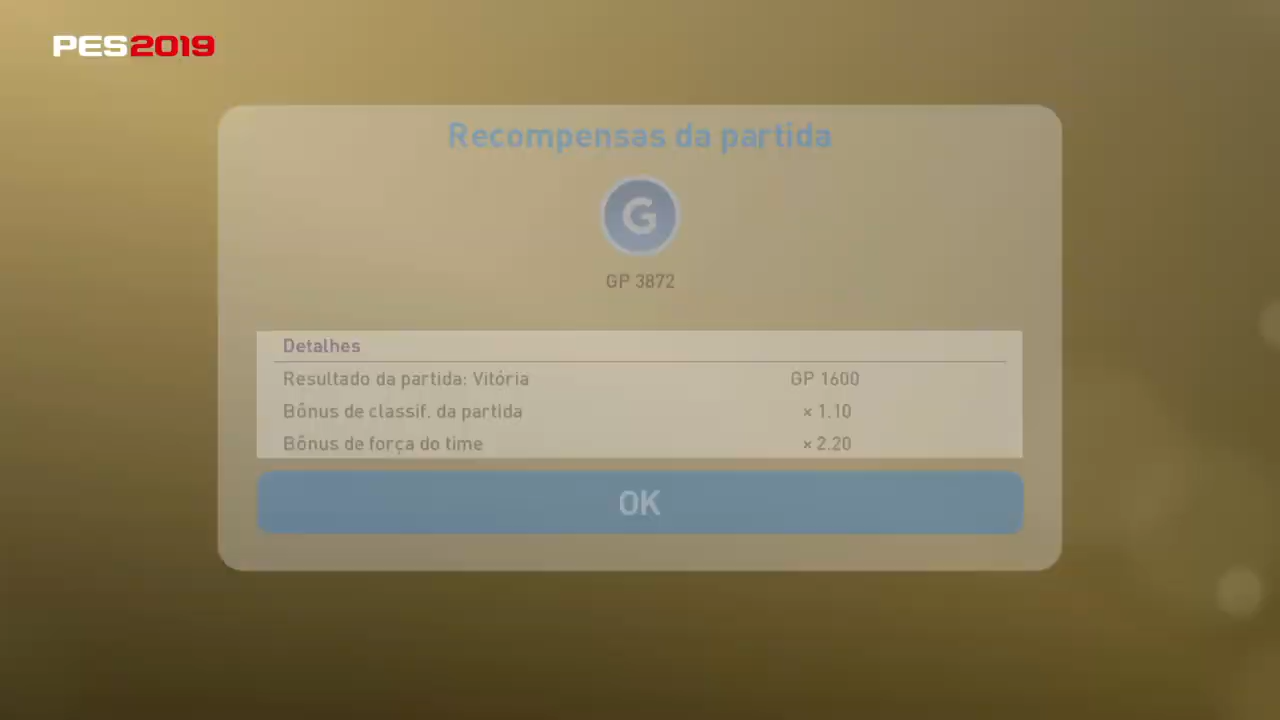 PES2019
Recompensas da partida
G
GP 3872
Detalhes
Resultado da partida: Vitória GP 1600
Bônus de classif. da partida × 1.10
Bônus de força do time × 2.20
OK